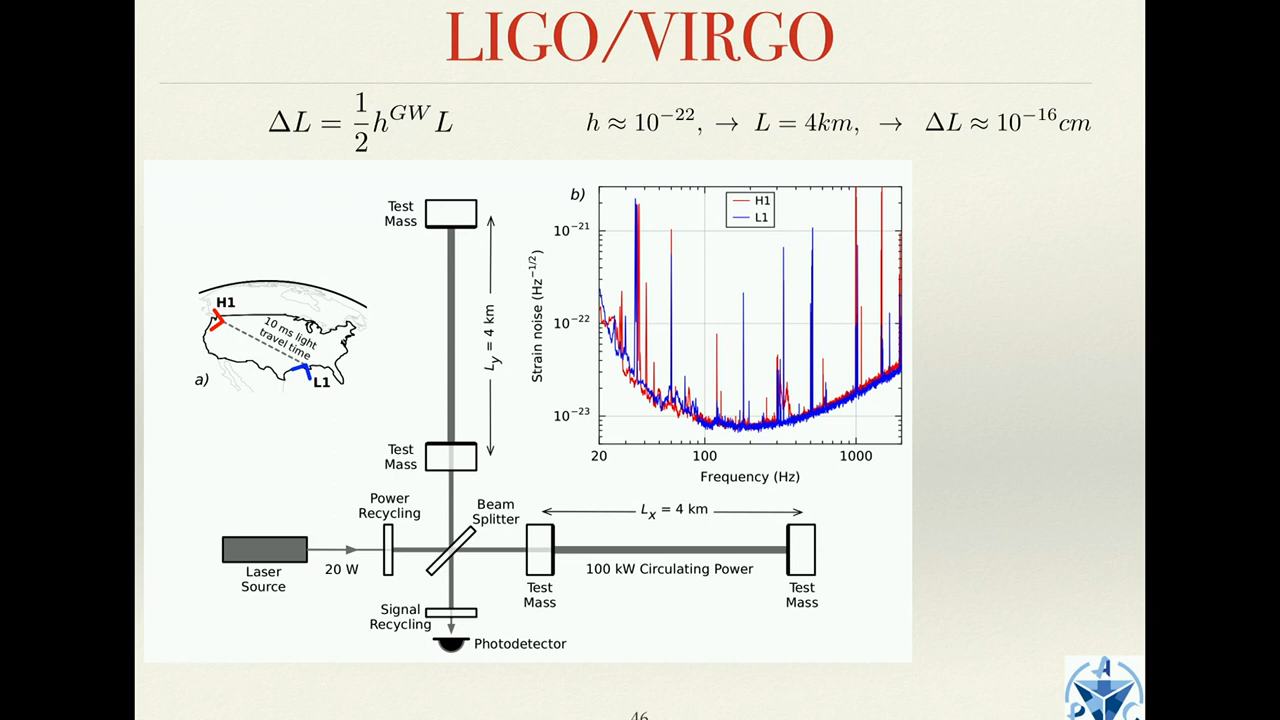 LIGO/VIRGO
ΔL = 1/2 h^{GW} L
h ≈ 10^{-22}, → L = 4km, → ΔL ≈ 10^{-16}cm
Test
Mass
H1
10 ms light
travel time
L1
a)
L_y = 4 km
Test
Mass
Power
Recycling
Beam
Splitter
Laser
Source
20 W
L_x = 4 km
100 kW Circulating Power
Test
Mass
Test
Mass
Signal
Recycling
Photodetector
b)
H1
L1
Strain noise (Hz^{-1/2})
10^{-21}
10^{-22}
10^{-23}
20
100
1000
Frequency (Hz)
A
P
C